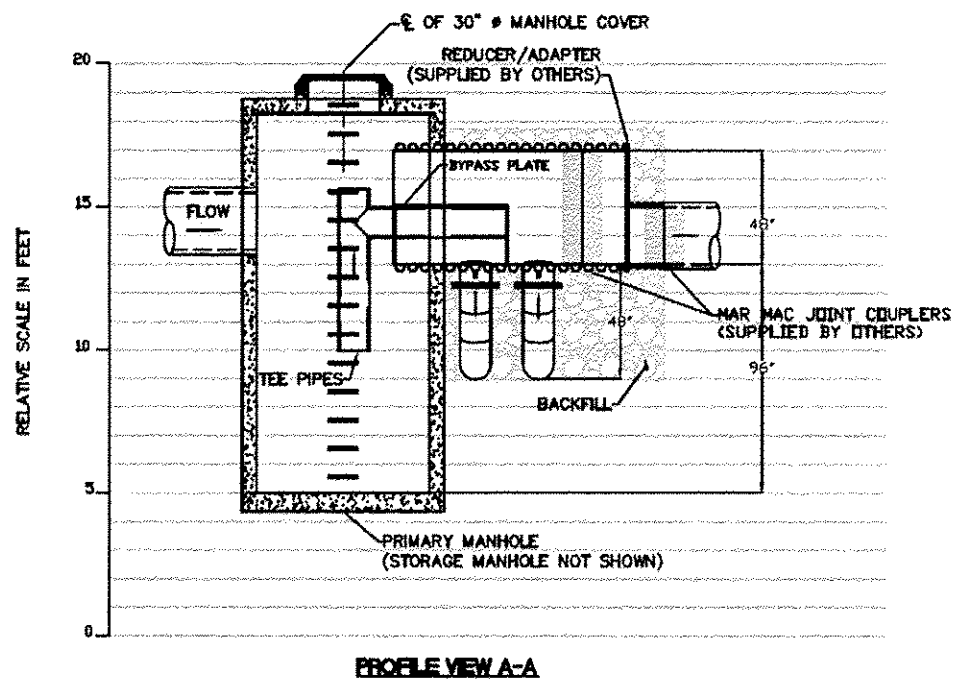 ℄ OF 30" ø MANHOLE COVER
REDUCER/ADAPTER
(SUPPLIED BY OTHERS)
20
BYPASS PLATE
15
FLOW
48"
MAR MAC JOINT COUPLERS
(SUPPLIED BY OTHERS)
48"
10
TEE PIPES
96"
BACKFILL
RELATIVE SCALE IN FEET
5
PRIMARY MANHOLE
(STORAGE MANHOLE NOT SHOWN)
0
PROFILE VIEW A-A